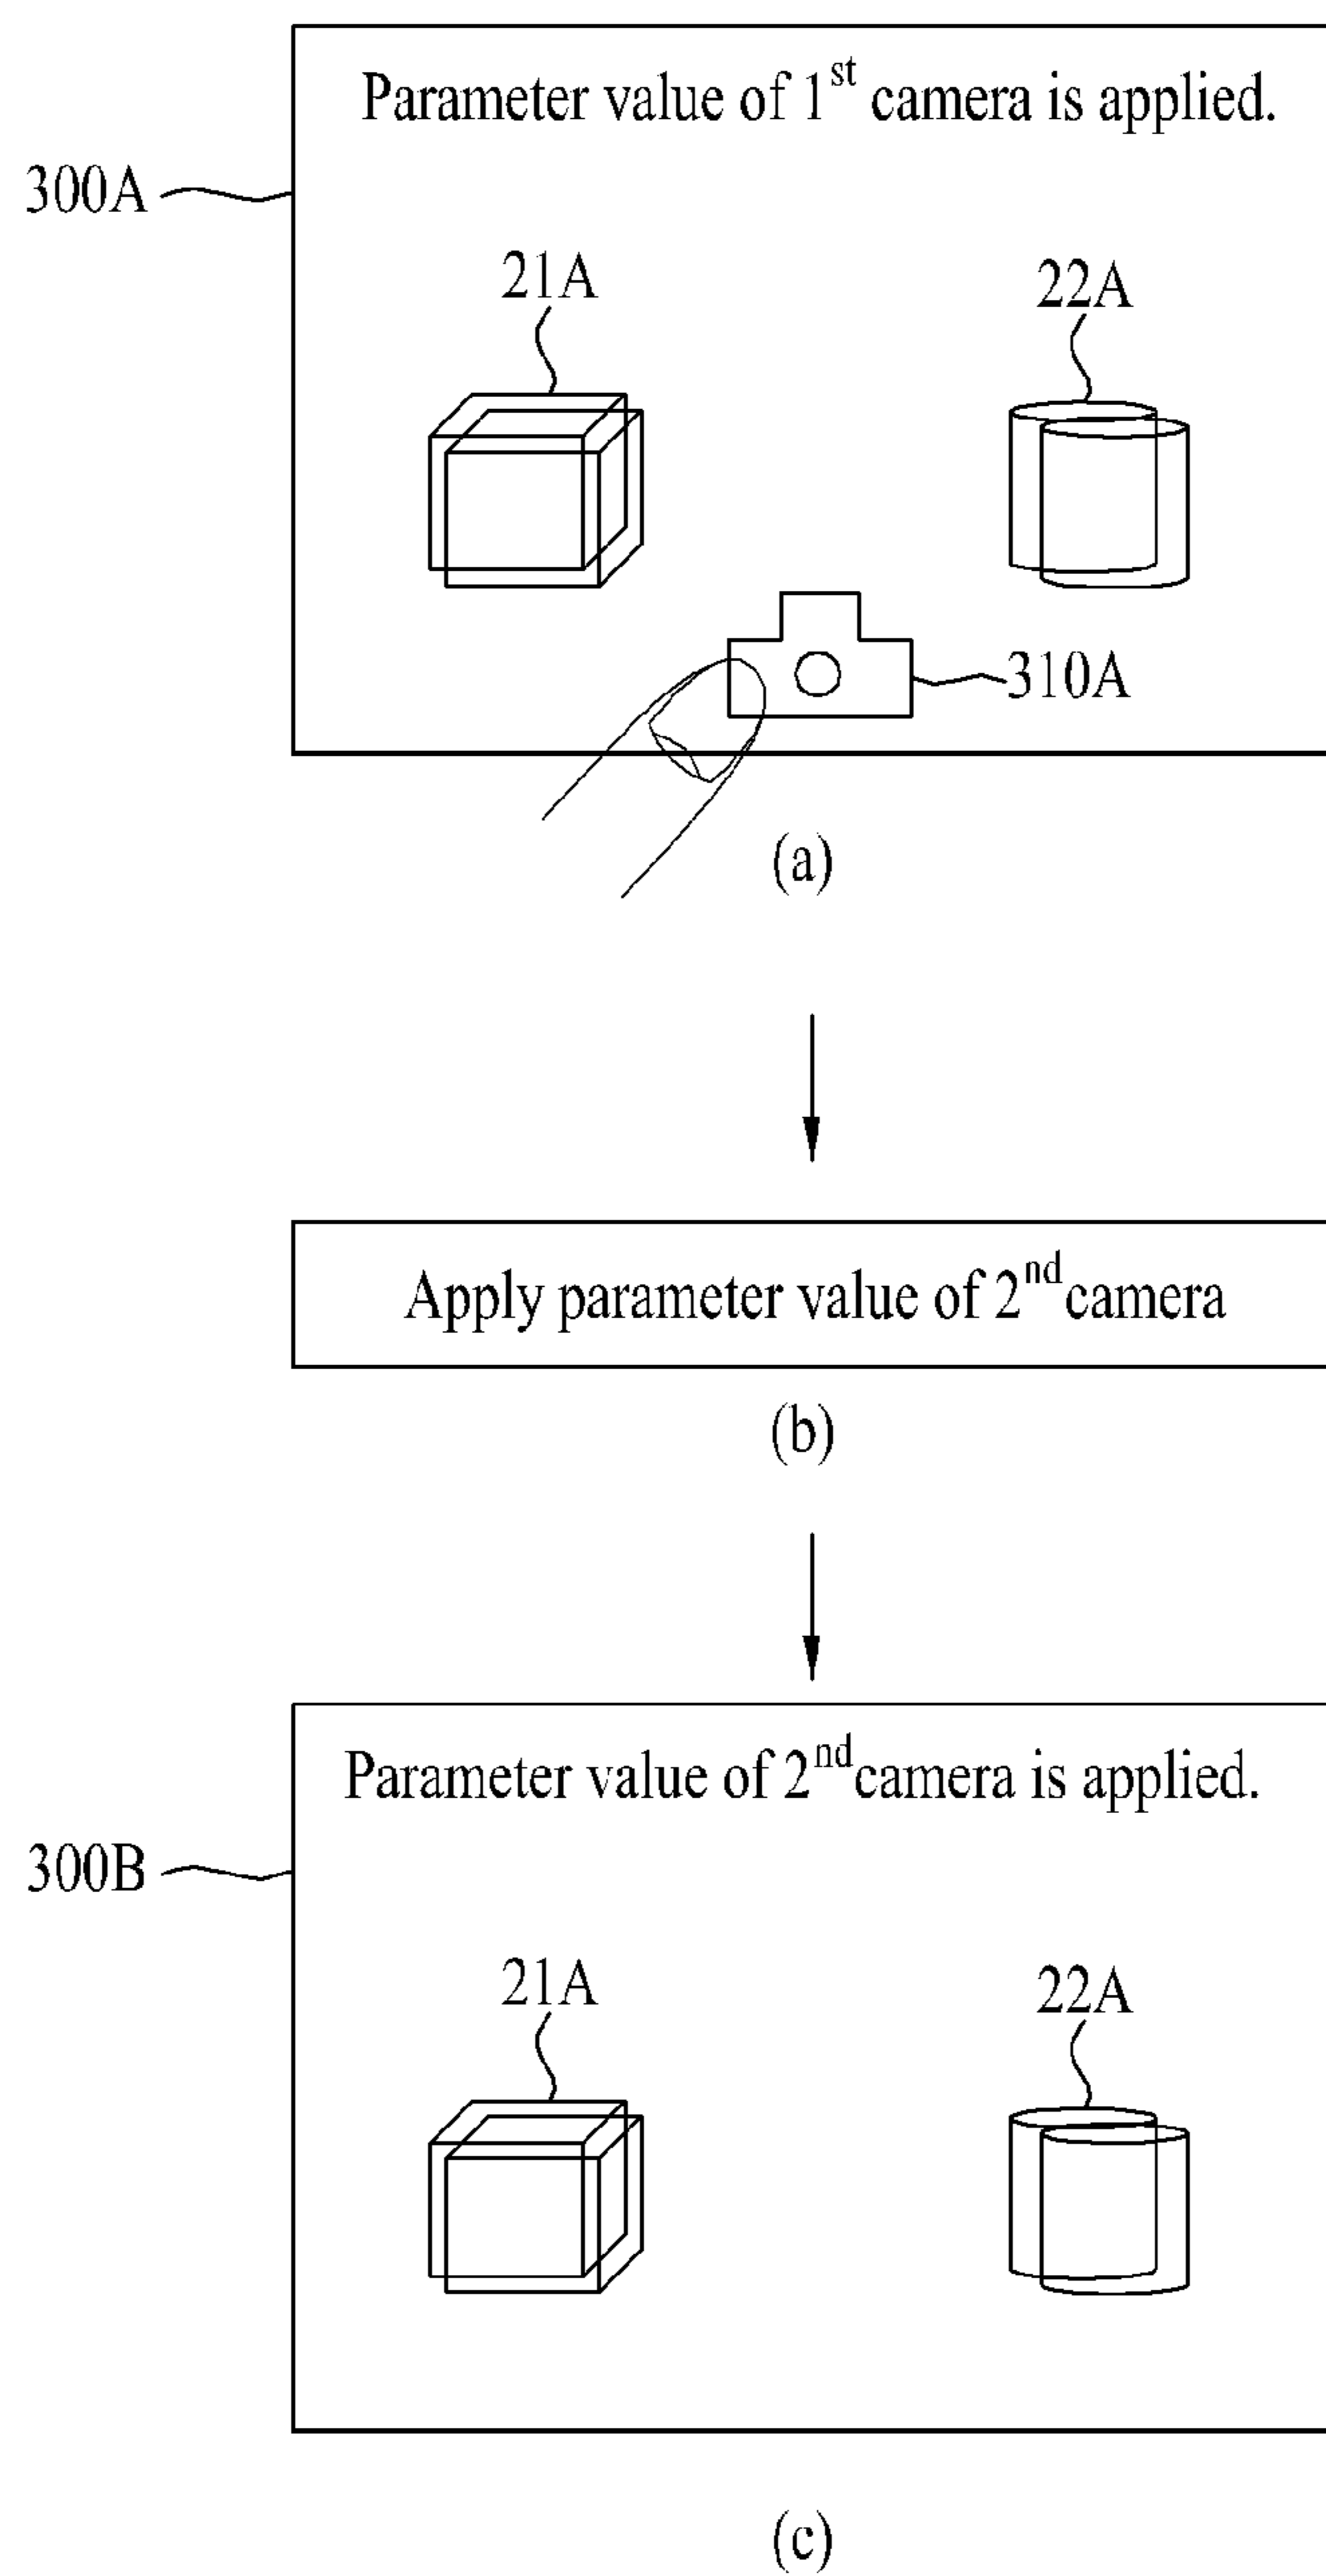 Parameter value of 1st camera is applied.
300A
21A
22A
310A
(a)
Apply parameter value of 2nd camera
(b)
Parameter value of 2nd camera is applied.
300B
21A
22A
(c)